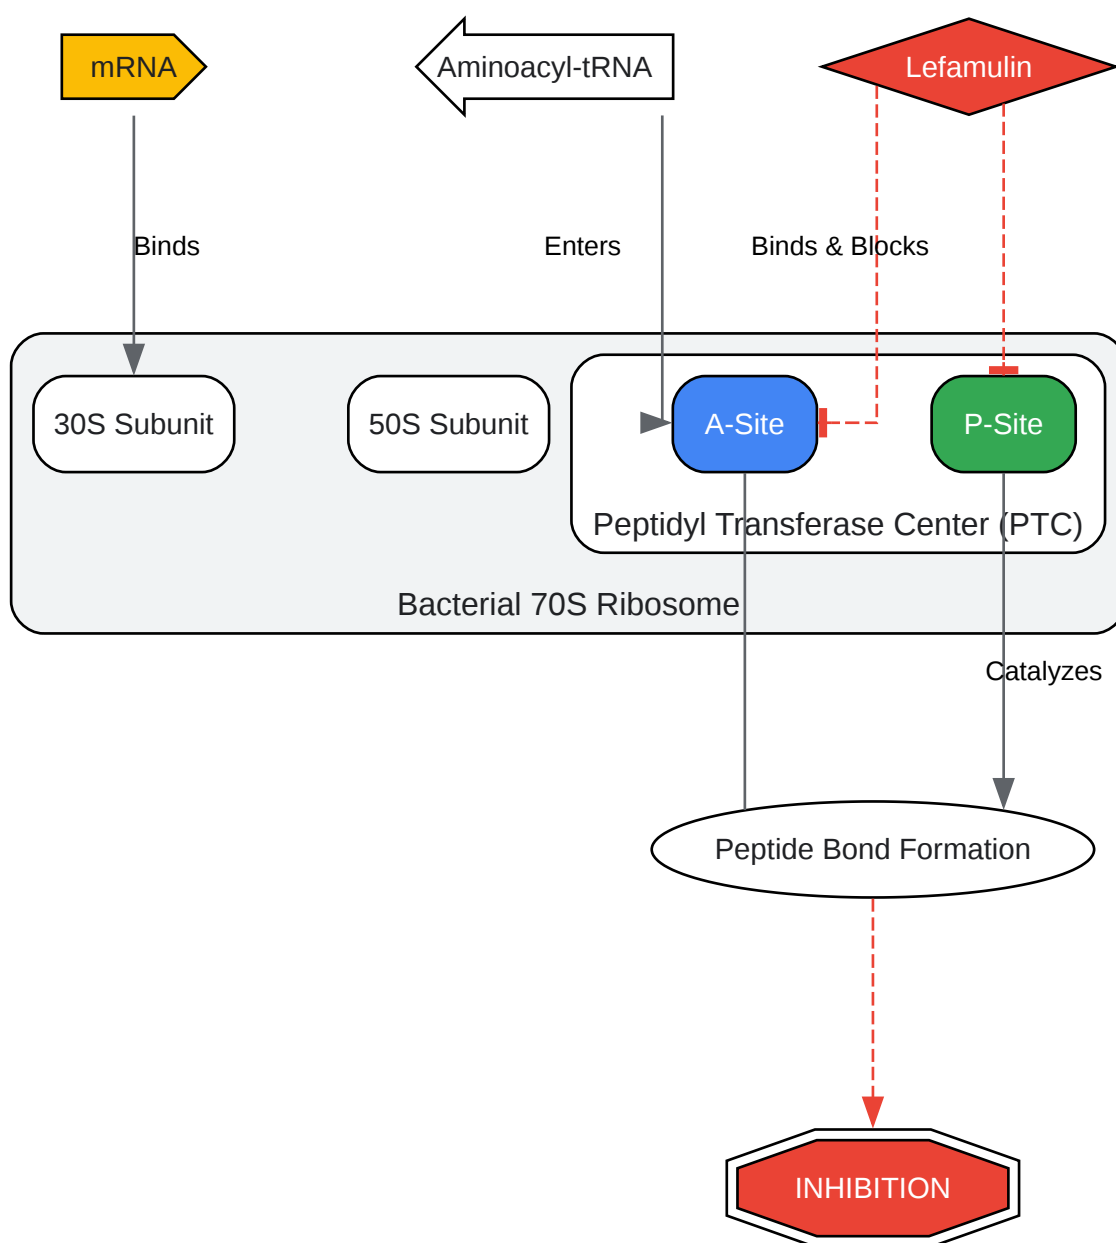 mRNA
Aminoacyl-tRNA
Lefamulin
Binds
Enters
Binds & Blocks
30S Subunit
50S Subunit
A-Site
P-Site
Peptidyl Transferase Center (PTC)
Bacterial 70S Ribosome
Catalyzes
Peptide Bond Formation
INHIBITION